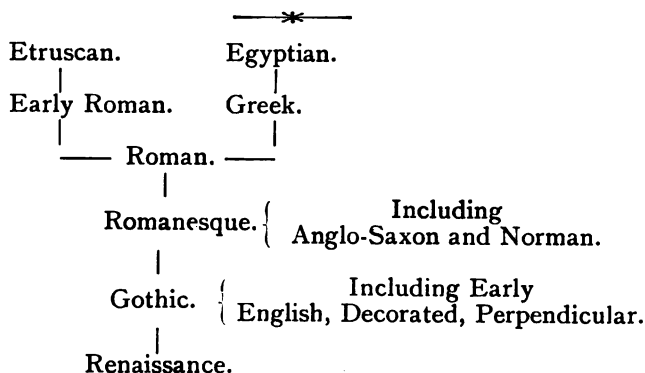 Etruscan. Egyptian.
Early Roman. Greek.
Roman.
Romanesque. { Including
Anglo-Saxon and Norman.
Gothic. { Including Early
English, Decorated, Perpendicular.
Renaissance.